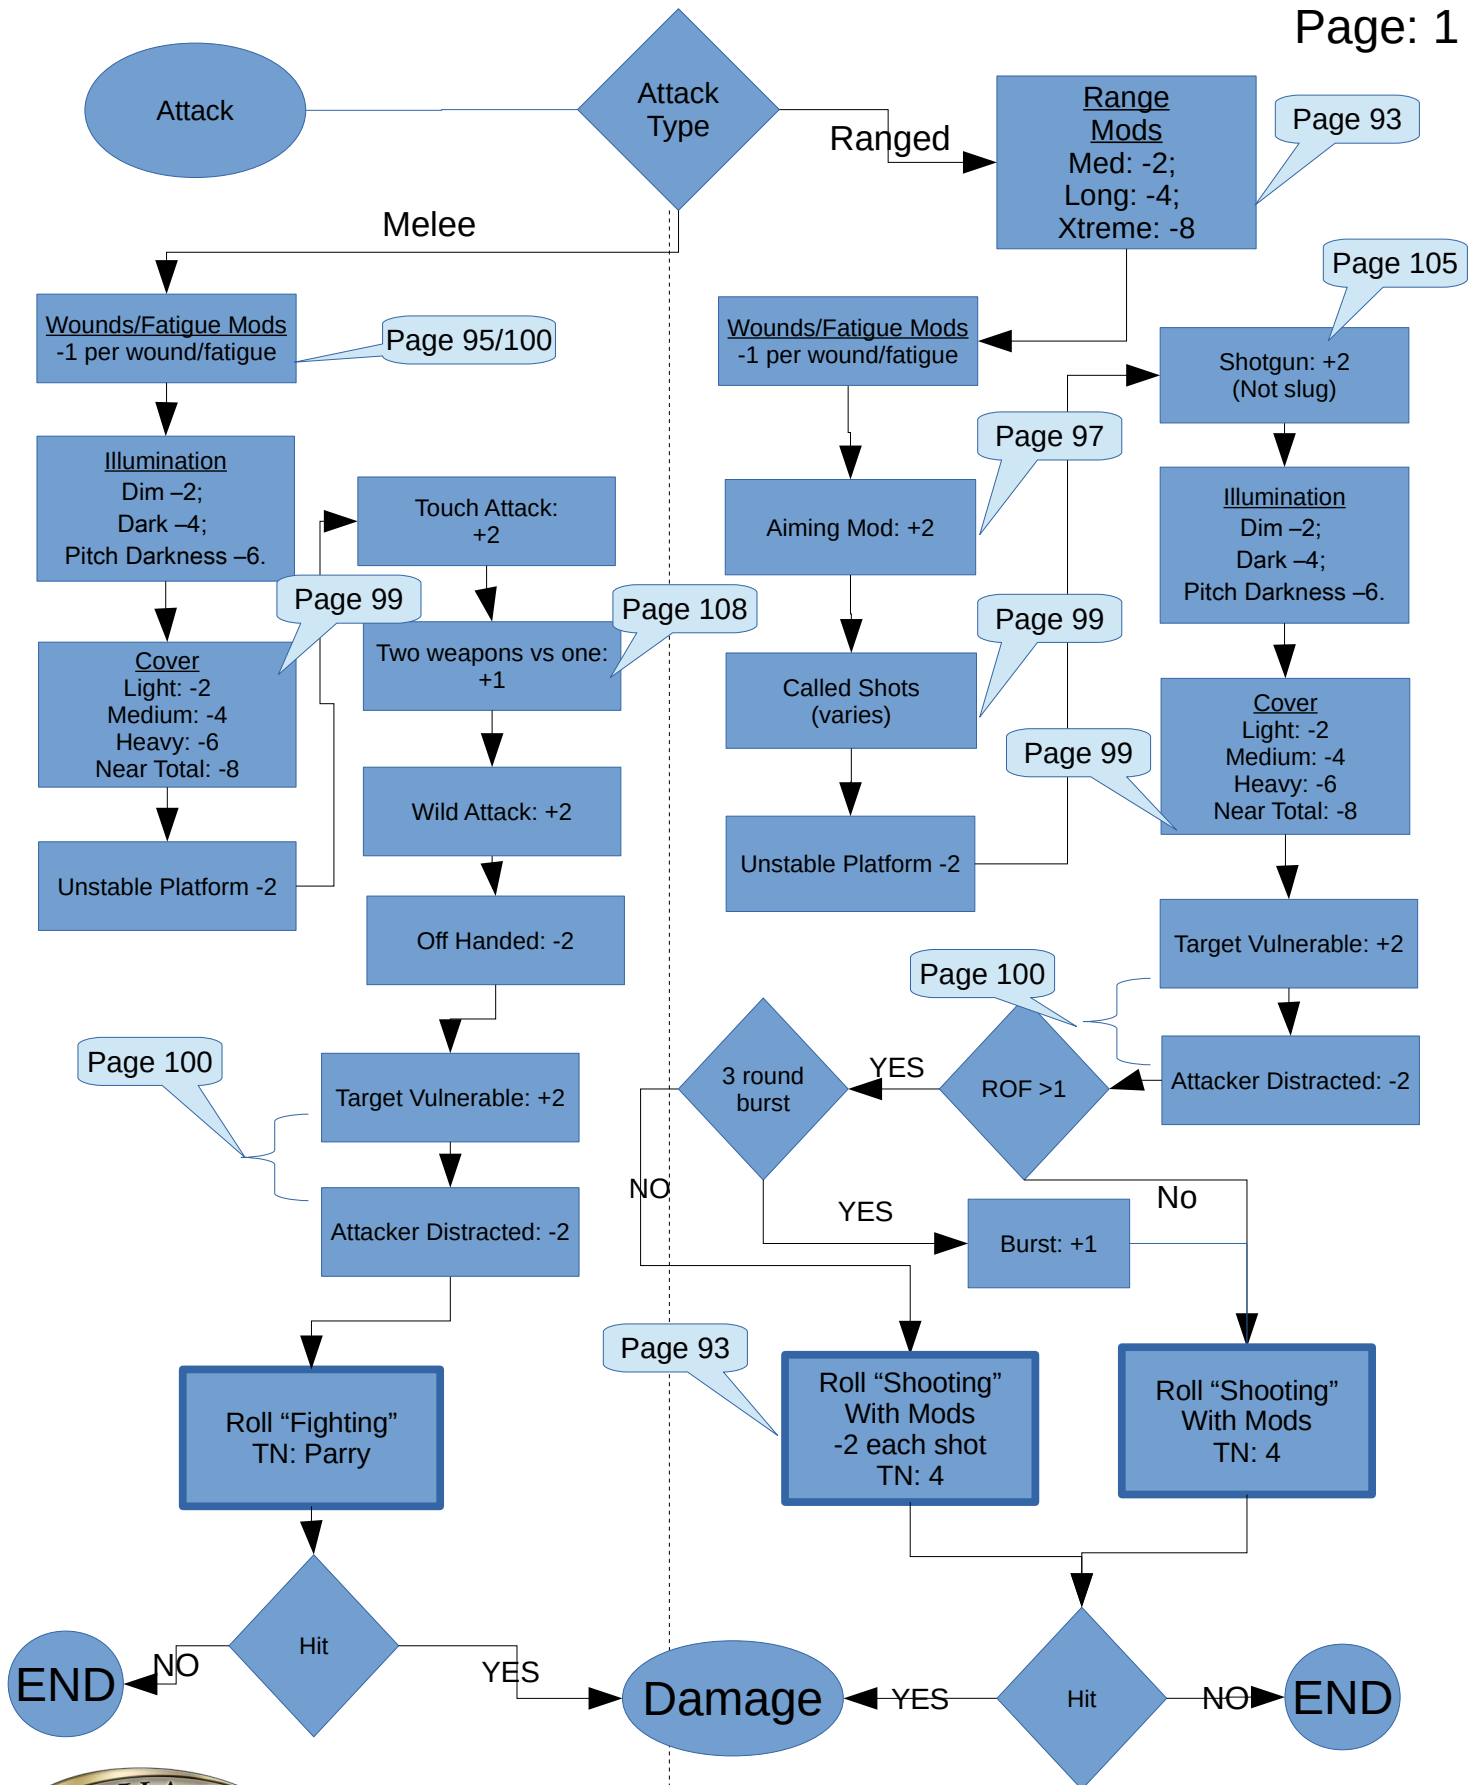 Page: 1
Attack
Attack
Type
Ranged
Range
Mods
Med: -2;
Long: -4;
Xtreme: -8
Page 93
Melee
Wounds/Fatigue Mods
-1 per wound/fatigue
Page 95/100
Illumination
Dim –2;
Dark –4;
Pitch Darkness –6.
Cover
Light: -2
Medium: -4
Heavy: -6
Near Total: -8
Page 99
Unstable Platform -2
Touch Attack:
+2
Two weapons vs one:
+1
Page 108
Wild Attack: +2
Off Handed: -2
Target Vulnerable: +2
Page 100
Attacker Distracted: -2
Roll “Fighting”
TN: Parry
Hit
NO
END
YES
Damage
Wounds/Fatigue Mods
-1 per wound/fatigue
Aiming Mod: +2
Page 97
Called Shots
(varies)
Page 99
Unstable Platform -2
Page 105
Shotgun: +2
(Not slug)
Illumination
Dim –2;
Dark –4;
Pitch Darkness –6.
Cover
Light: -2
Medium: -4
Heavy: -6
Near Total: -8
Page 99
Target Vulnerable: +2
Page 100
Attacker Distracted: -2
ROF >1
YES
3 round
burst
NO
YES
Burst: +1
No
Page 93
Roll “Shooting”
With Mods
-2 each shot
TN: 4
Roll “Shooting”
With Mods
TN: 4
Hit
YES
NO
END